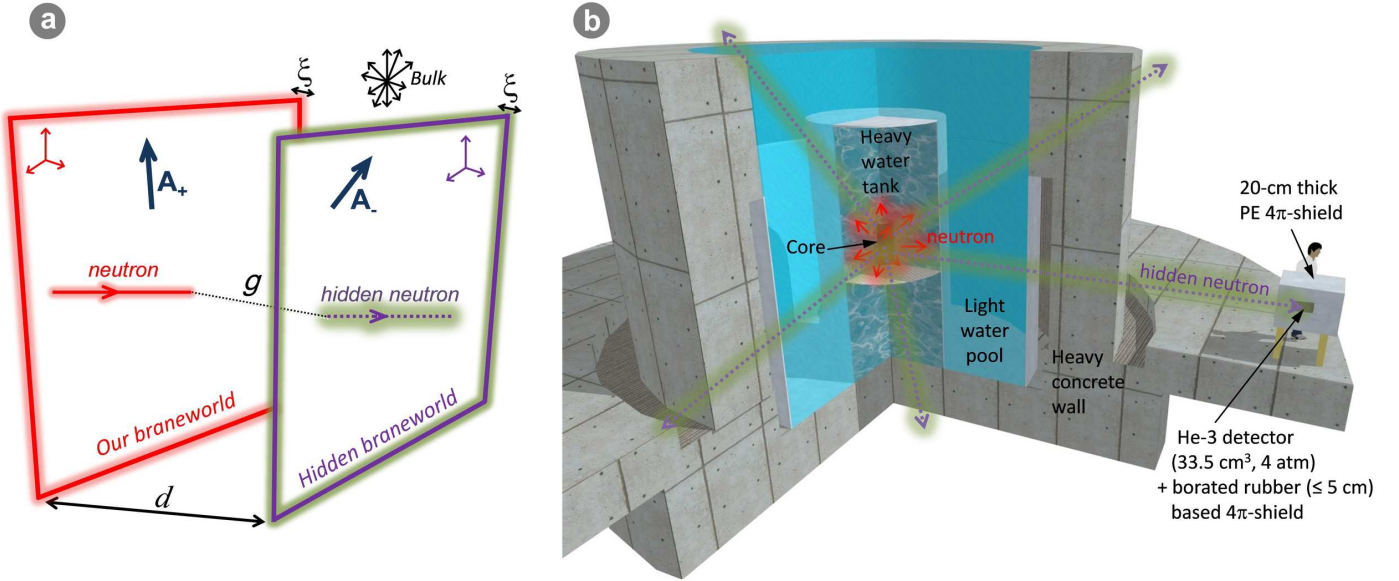 a
ξ
Bulk
ξ
A₊
A₋
neutron
g
hidden neutron
Our braneworld
Hidden braneworld
d
b
Heavy
water
tank
Core
neutron
hidden neutron
Light
water
pool
Heavy
concrete
wall
20-cm thick
PE 4π-shield
He-3 detector
(33.5 cm³, 4 atm)
+ borated rubber (≤ 5 cm)
based 4π-shield